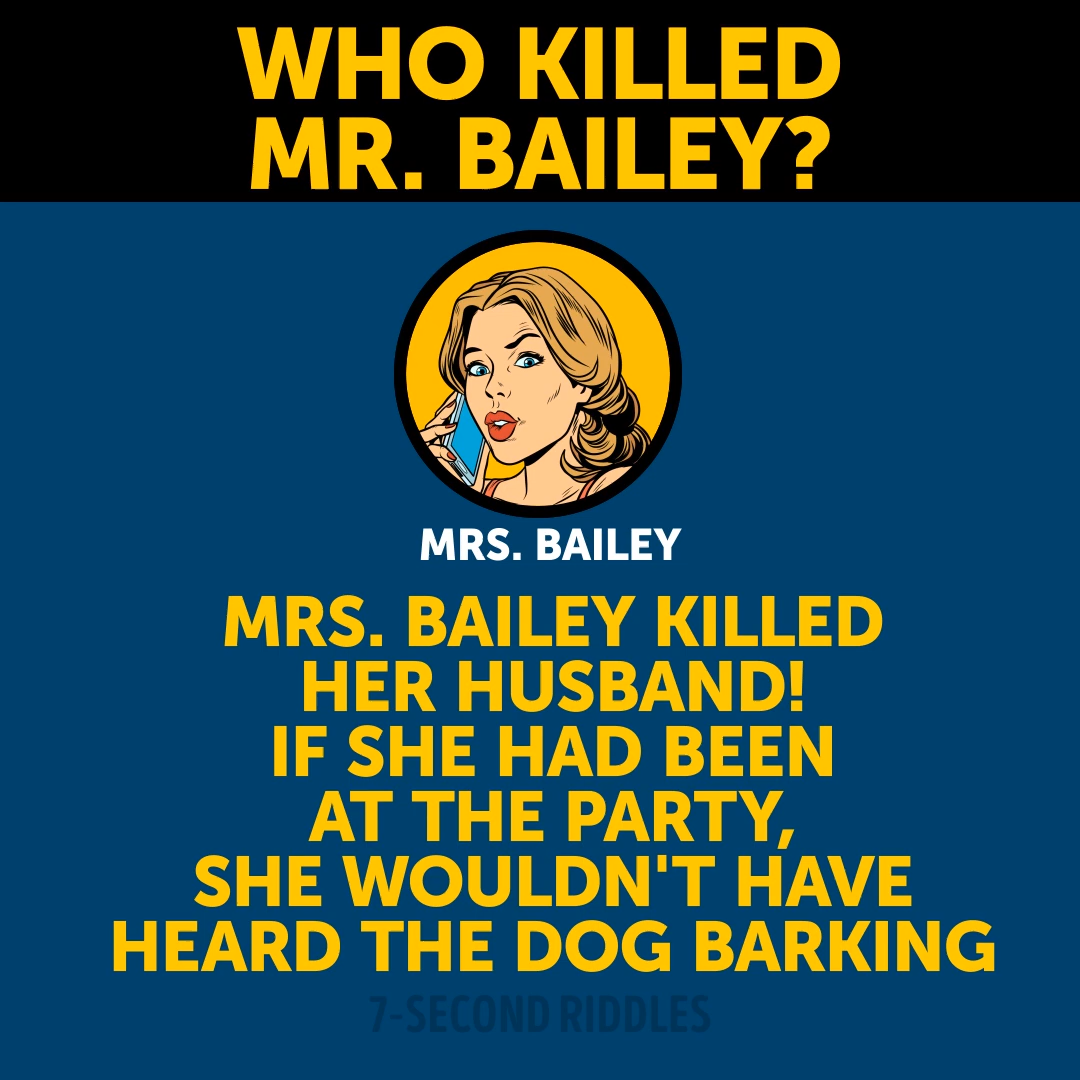 WHO KILLED
MR. BAILEY?
MRS. BAILEY
MRS. BAILEY KILLED
HER HUSBAND!
IF SHE HAD BEEN
AT THE PARTY,
SHE WOULDN'T HAVE
HEARD THE DOG BARKING
7-SECOND RIDDLES